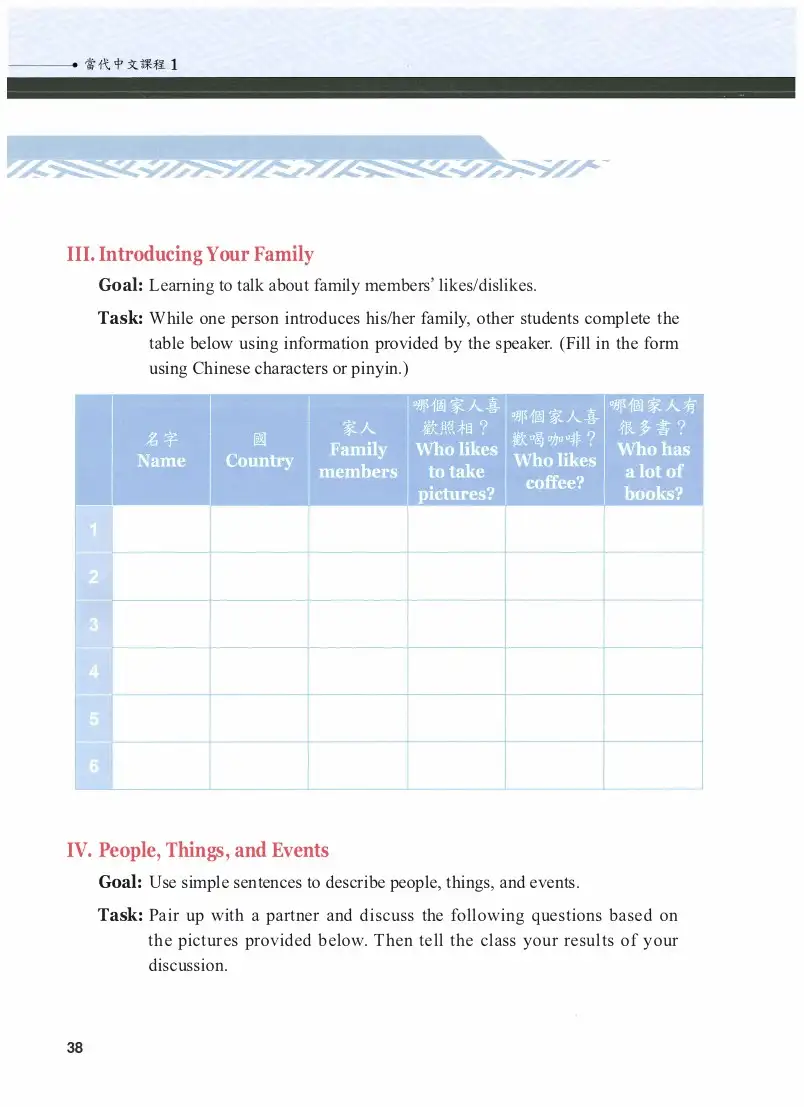 當代中文課程 1
III. Introducing Your Family
Goal: Learning to talk about family members' likes/dislikes.
Task: While one person introduces his/her family, other students complete the
table below using information provided by the speaker. (Fill in the form
using Chinese characters or pinyin.)
名字
Name
國
Country
家人
Family
members
哪個家人喜
歡照相？
Who likes
to take
pictures?
哪個家人喜
歡喝咖啡？
Who likes
coffee?
哪個家人有
很多書？
Who has
a lot of
books?
1
2
3
4
5
6
IV. People, Things, and Events
Goal: Use simple sentences to describe people, things, and events.
Task: Pair up with a partner and discuss the following questions based on
the pictures provided below. Then tell the class your results of your
discussion.
38